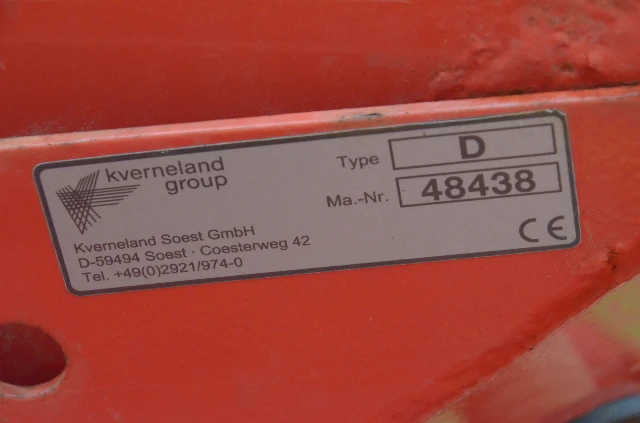 kverneland
group
Type D
Ma.-Nr. 48438
Kverneland Soest GmbH
D-59494 Soest · Coesterweg 42
Tel. +49(0)2921/974-0
CE